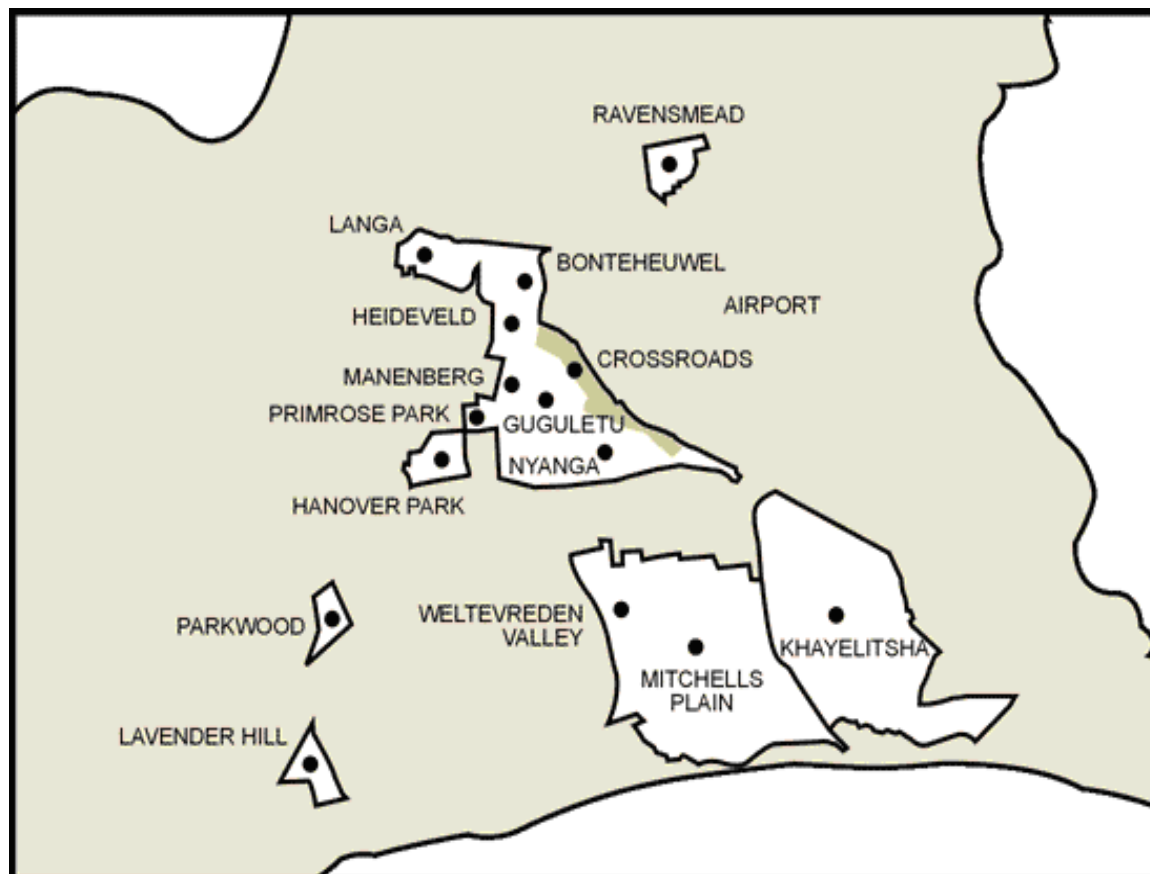 RAVENSMEAD
LANGA
BONTEHEUWEL
AIRPORT
HEIDEVELD
CROSSROADS
MANENBERG
PRIMROSE PARK
GUGULETU
NYANGA
HANOVER PARK
WELTEVREDEN
VALLEY
PARKWOOD
KHAYELITSHA
MITCHELLS
PLAIN
LAVENDER HILL